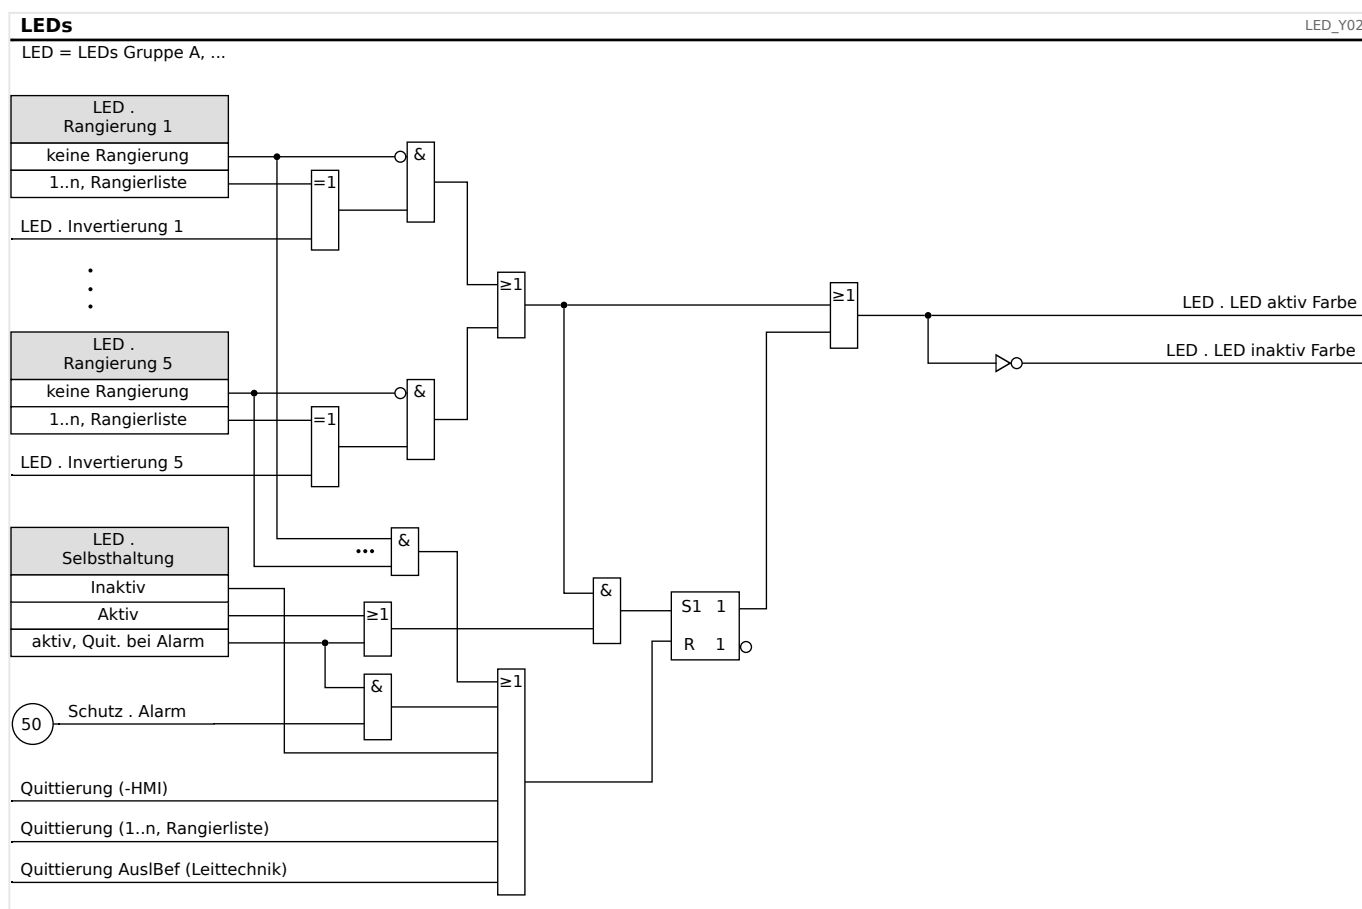 LEDs
LED_Y02
LED = LEDs Gruppe A, ...
LED .
Rangierung 1
keine Rangierung
&
1..n, Rangierliste
=1
LED . Invertierung 1
≥1
≥1
LED . LED aktiv Farbe
LED .
Rangierung 5
LED . LED inaktiv Farbe
keine Rangierung
&
1..n, Rangierliste
=1
LED . Invertierung 5
LED .
Selbsthaltung
&
...
Inaktiv
&
Aktiv
≥1
S1 1
aktiv, Quit. bei Alarm
R 1
&
≥1
50
Schutz . Alarm
Quittierung (-HMI)
Quittierung (1..n, Rangierliste)
Quittierung AuslBef (Leittechnik)